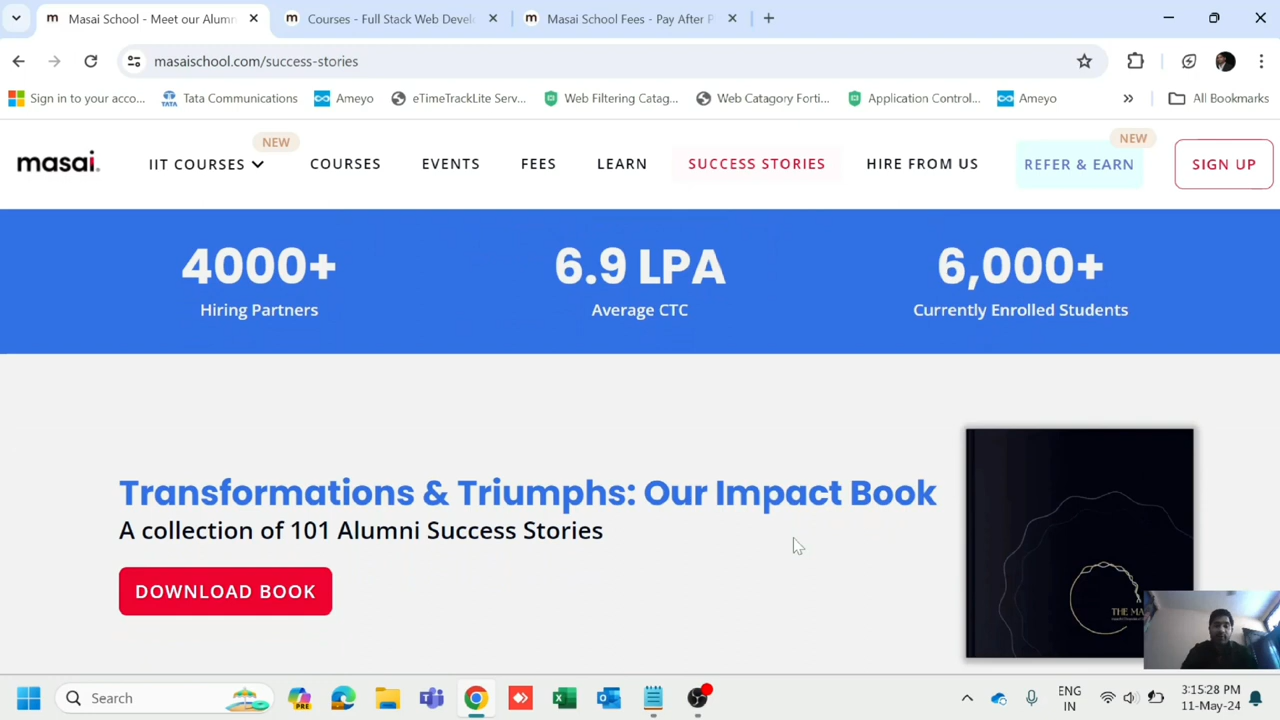 Masai School - Meet our Alumn
Courses - Full Stack Web Devel
Masai School Fees - Pay After P
masaischool.com/success-stories
Sign in to your acco...
Tata Communications
Ameyo
eTimeTrackLite Serv...
Web Filtering Catag...
Web Catagory Forti...
Application Control...
Ameyo
»
All Bookmarks
masai.
IIT COURSES
NEW
COURSES
EVENTS
FEES
LEARN
SUCCESS STORIES
HIRE FROM US
REFER & EARN
NEW
SIGN UP
4000+
Hiring Partners
6.9 LPA
Average CTC
6,000+
Currently Enrolled Students
Transformations & Triumphs: Our Impact Book
A collection of 101 Alumni Success Stories
DOWNLOAD BOOK
THE MA
Search
PRE
ENG
IN
3:15:28 PM
11-May-24